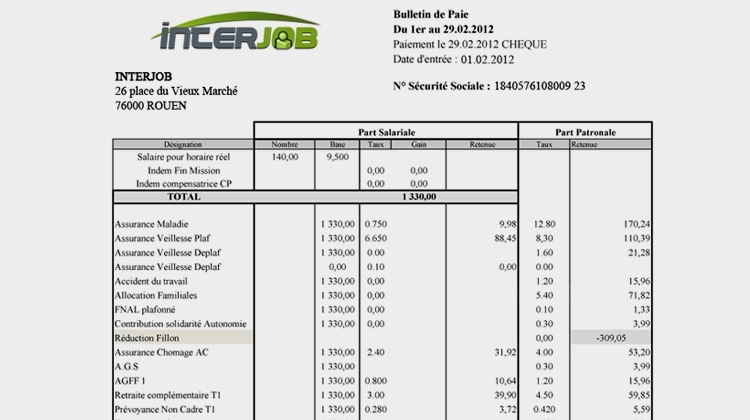 INTERJOB
Bulletin de Paie
Du 1er au 29.02.2012
Paiement le 29.02.2012 CHEQUE
Date d'entrée : 01.02.2012
INTERJOB
26 place du Vieux Marché
76000 ROUEN
N° Sécurité Sociale : 1840576108009 23
Part Salariale Part Patronale
Désignation Nombre Base Taux Gain Retenue Taux Retenue
Salaire pour horaire réel 140,00 9,500
Indem Fin Mission 0,00 0,00
Indem compensatrice CP 0,00 0,00
TOTAL 1 330,00
Assurance Maladie 1 330,00 0.750 9,98 12.80 170,24
Assurance Veillesse Plaf 1 330,00 6.650 88,45 8,30 110,39
Assurance Veillesse Deplaf 1 330,00 0,00 1.60 21,28
Assurance Veillesse Deplaf 0,00 0.10 0,00 0.00
Accident du travail 1 330,00 0,00 1.20 15,96
Allocation Familiales 1 330,00 0.00 5.40 71,82
FNAL plafonné 1 330,00 0,00 0.10 1,33
Contribution solidarité Autonomie 1 330,00 0,00 0.30 3,99
Réduction Fillon 0,00 -309,05
Assurance Chomage AC 1 330,00 2.40 31,92 4.00 53,20
A.G.S 1 330,00 0.30 3,99
AGFF 1 1 330,00 0.800 10,64 1.20 15,96
Retraite complémentaire T1 1 330,00 3.00 39,90 4.50 59,85
Prévoyance Non Cadre T1 1 330,00 0.280 3,72 0.420 5,59